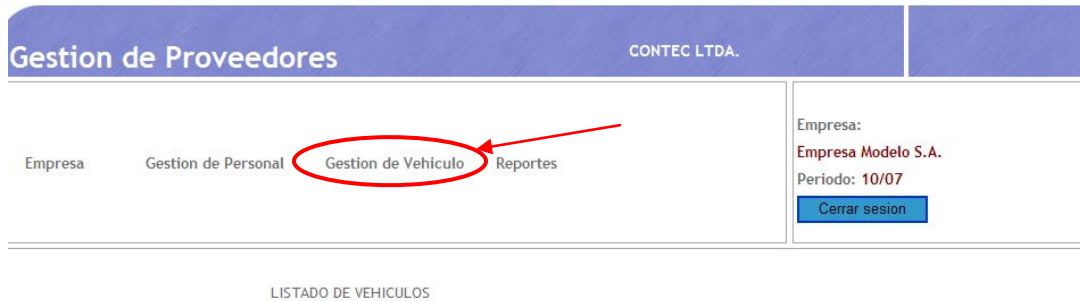 Gestion de Proveedores
CONTEC LTDA.
Empresa Gestion de Personal Gestion de Vehiculo Reportes
Empresa:
Empresa Modelo S.A.
Periodo: 10/07
Cerrar sesion
LISTADO DE VEHICULOS